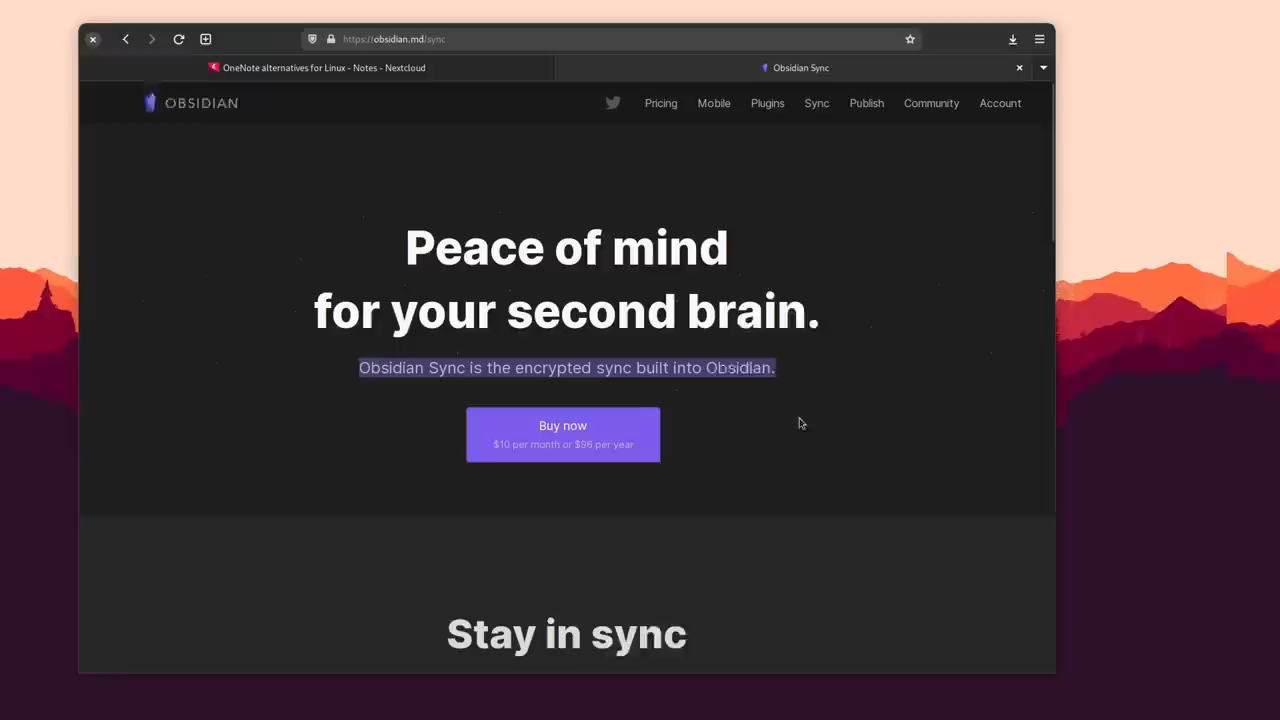 https://obsidian.md/sync
OneNote alternatives for Linux - Notes - Nextcloud
Obsidian Sync
OBSIDIAN
Pricing
Mobile
Plugins
Sync
Publish
Community
Account
Peace of mind
for your second brain.
Obsidian Sync is the encrypted sync built into Obsidian.
Buy now
$10 per month or $96 per year
Stay in sync